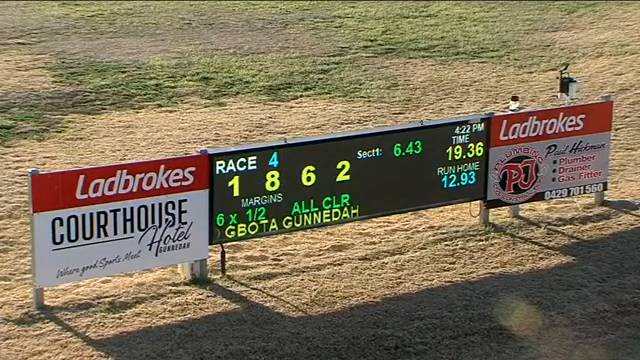 Ladbrokes
COURTHOUSE
Hotel
GUNNEDAH
Where good Sports Meet
RACE 4
1 8 6 2
MARGINS
6 x 1/2 ALL CLR
GBOTA GUNNEDAH
Sect1: 6.43
4:22 PM
TIME
19.36
RUN HOME
12.93
Ladbrokes
PLUMBING
PJ
Paul Hickman
• Plumber
• Drainer
• Gas Fitter
0429 701 560